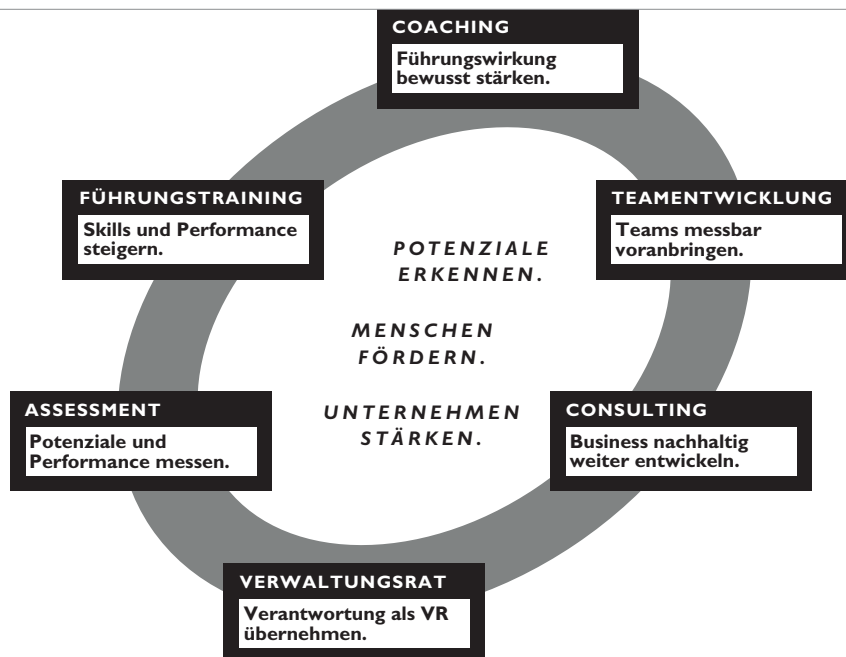 COACHING
Führungswirkung
bewusst stärken.
FÜHRUNGSTRAINING
Skills und Performance
steigern.
TEAMENTWICKLUNG
Teams messbar
voranbringen.
POTENZIALE
ERKENNEN.
MENSCHEN
FÖRDERN.
UNTERNEHMEN
STÄRKEN.
ASSESSMENT
Potenziale und
Performance messen.
CONSULTING
Business nachhaltig
weiter entwickeln.
VERWALTUNGSRAT
Verantwortung als VR
übernehmen.